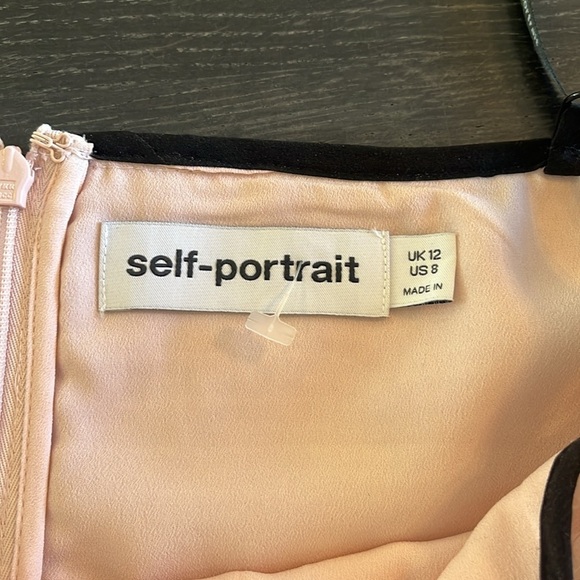 self-portrait
UK 12
US 8
MADE IN